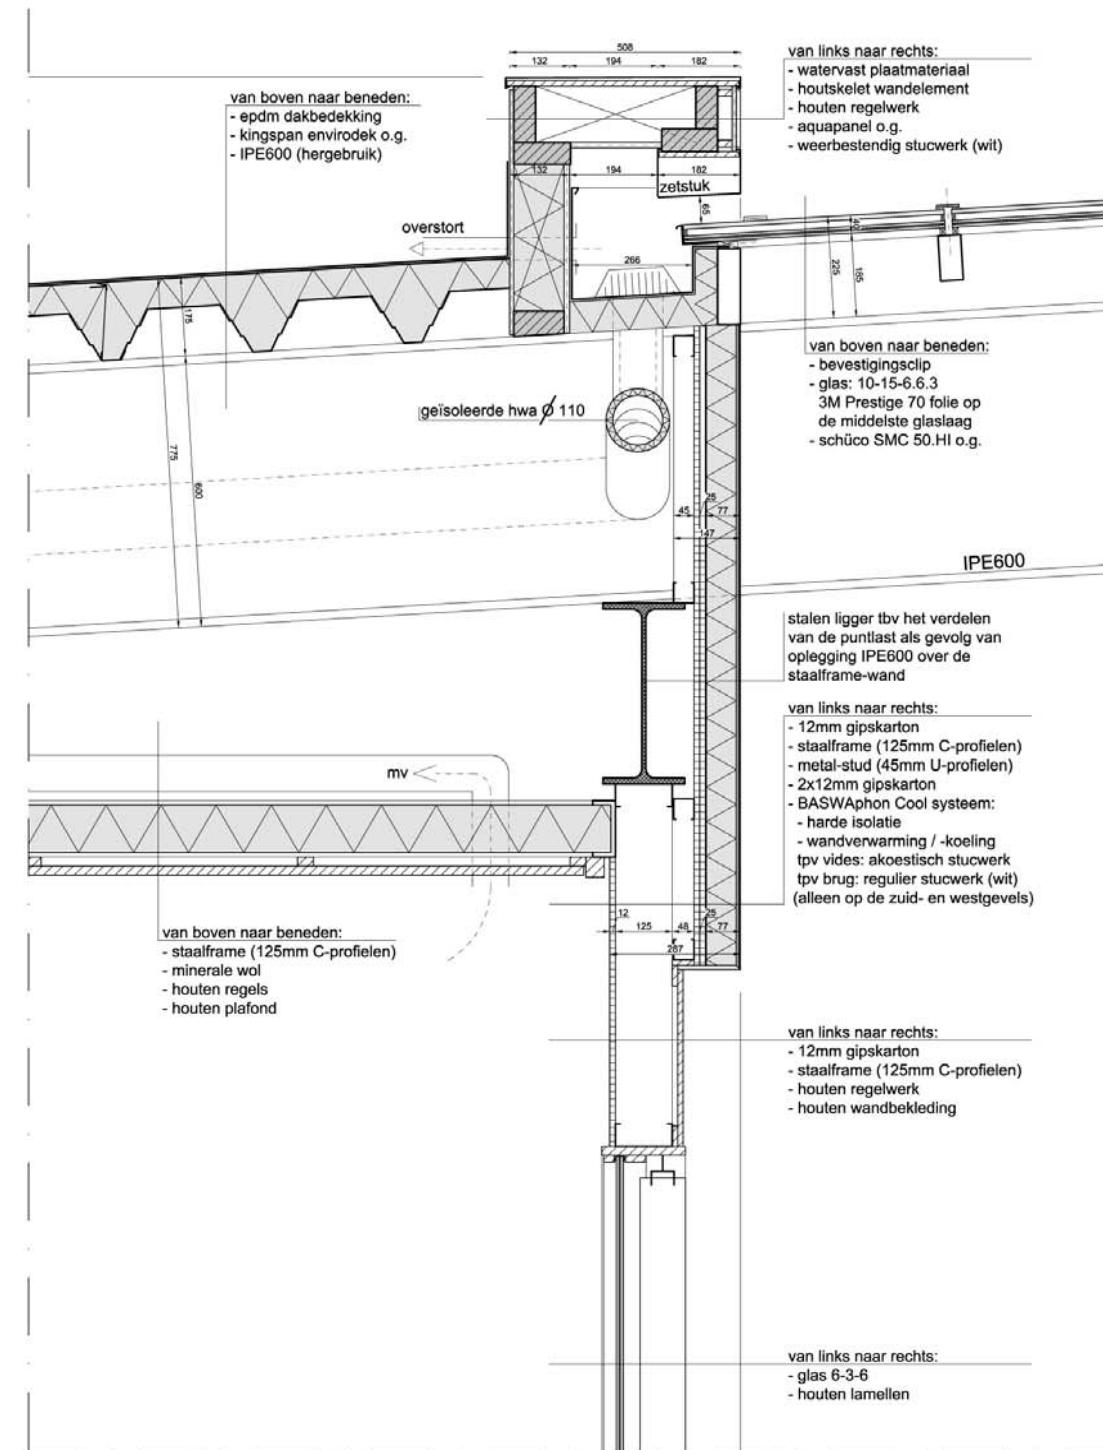 508
132 194 182
van links naar rechts:
- watervast plaatmateriaal
- houtskelet wandelement
- houten regelwerk
- aquapanel o.g.
- weerbestendig stucwerk (wit)
van boven naar beneden:
- epdm dakbedekking
- kingspan envirodek o.g.
- IPE600 (hergebruik)
132 194 182
zetstuk
65
overstort
266
40
225
185
175
van boven naar beneden:
- bevestigingsclip
- glas: 10-15-6.6.3
3M Prestige 70 folie op
de middelste glaslaag
- schüco SMC 50.HI o.g.
geïsoleerde hwa ϕ 110
775
600
25
45 77
147
IPE600
stalen ligger tbv het verdelen
van de puntlast als gevolg van
oplegging IPE600 over de
staalframe-wand
van links naar rechts:
- 12mm gipskarton
- staalframe (125mm C-profielen)
- metal-stud (45mm U-profielen)
- 2x12mm gipskarton
- BASWAphon Cool systeem:
- harde isolatie
- wandverwarming / -koeling
tpv vides: akoestisch stucwerk
tpv brug: regulier stucwerk (wit)
(alleen op de zuid- en westgevels)
mv
12 25
125 48 77
287
van boven naar beneden:
- staalframe (125mm C-profielen)
- minerale wol
- houten regels
- houten plafond
van links naar rechts:
- 12mm gipskarton
- staalframe (125mm C-profielen)
- houten regelwerk
- houten wandbekleding
van links naar rechts:
- glas 6-3-6
- houten lamellen